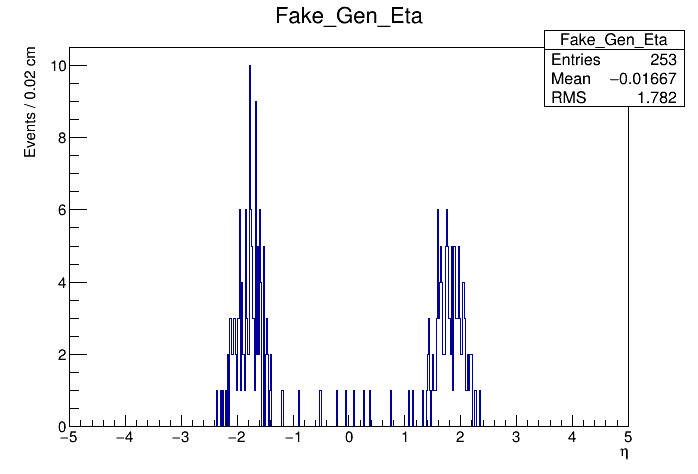 Fake_Gen_Eta
Fake_Gen_Eta
Entries 253
Mean −0.01667
RMS 1.782
Events / 0.02 cm
10
8
6
4
2
0
−5 −4 −3 −2 −1 0 1 2 3 4 5
η